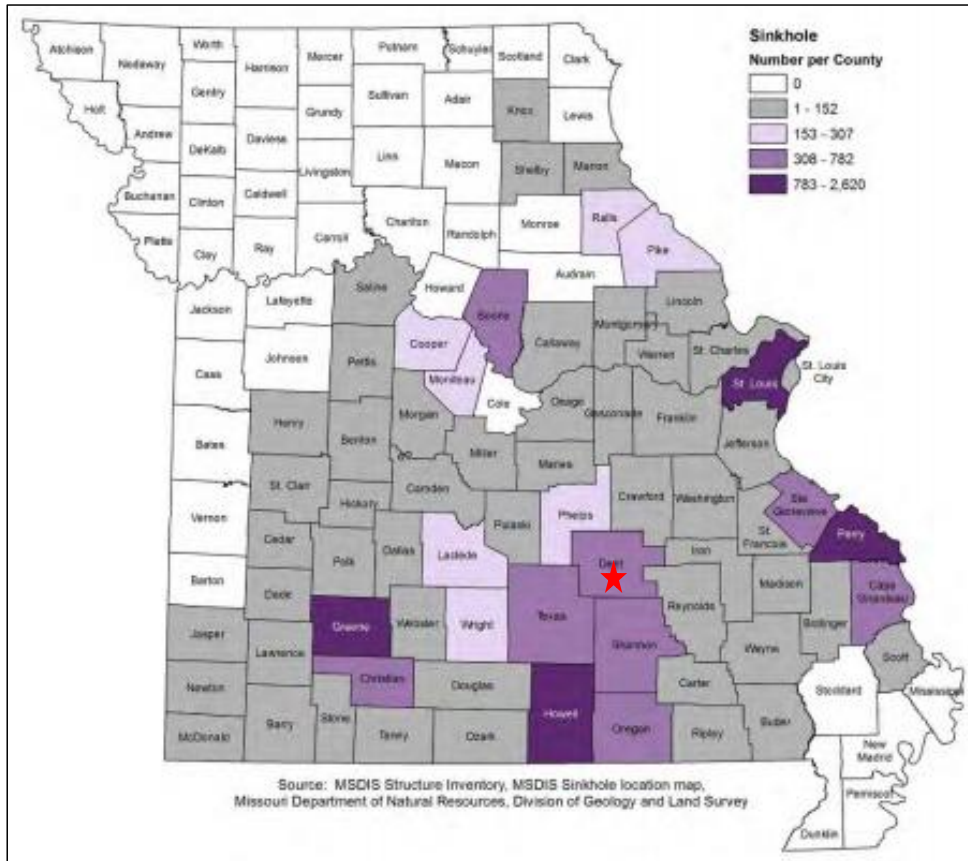 Sinkhole
Number per County
0
1 - 152
153 - 307
308 - 782
783 - 2,620
Atchison
Nodaway
Worth
Harrison
Mercer
Putnam
Schuyler
Scotland
Clark
Holt
Gentry
Sullivan
Adair
Knox
Lewis
Andrew
DeKalb
Daviess
Grundy
Linn
Macon
Shelby
Marion
Buchanan
Clinton
Caldwell
Livingston
Platte
Clay
Ray
Carroll
Chariton
Randolph
Monroe
Ralls
Pike
Audrain
Jackson
Lafayette
Saline
Howard
Boone
Callaway
Montgomery
Lincoln
Warren
St. Charles
St. Louis
St. Louis
City
Cass
Johnson
Pettis
Cooper
Moniteau
Cole
Osage
Gasconade
Franklin
Jefferson
Bates
Henry
Benton
Morgan
Miller
Maries
St. Clair
Hickory
Camden
Pulaski
Phelps
Crawford
Washington
Ste
Genevieve
St.
Francois
Perry
Vernon
Cedar
Polk
Dallas
Laclede
Dent
Iron
Madison
Cape
Girardeau
Barton
Dade
Greene
Webster
Wright
Texas
Shannon
Reynolds
Bollinger
Wayne
Scott
Jasper
Lawrence
Christian
Douglas
Howell
Carter
Butler
Stoddard
Mississippi
Newton
McDonald
Barry
Stone
Taney
Ozark
Oregon
Ripley
New
Madrid
Pemiscot
Dunklin
Source: MSDIS Structure Inventory, MSDIS Sinkhole location map,
Missouri Department of Natural Resources, Division of Geology and Land Survey